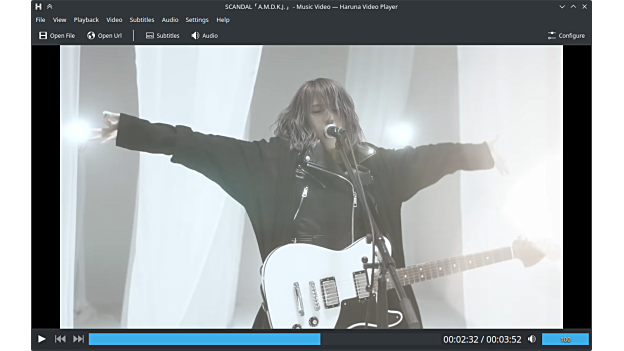 SCANDAL「A.M.D.K.J.」 - Music Video — Haruna Video Player
File View Playback Video Subtitles Audio Settings Help
Open File Open Url Subtitles Audio Configure
00:02:32 / 00:03:52 100